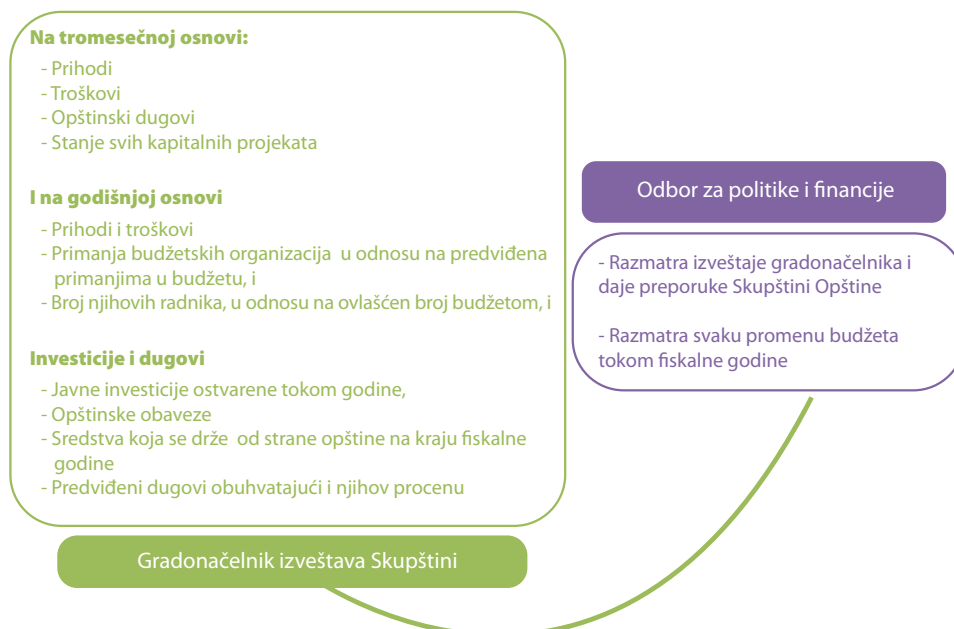 Na tromesečnoj osnovi:
- Prihodi
- Troškovi
- Opštinski dugovi
- Stanje svih kapitalnih projekata
I na godišnjoj osnovi
- Prihodi i troškovi
- Primanja budžetskih organizacija u odnosu na predviđena
primanjima u budžetu, i
- Broj njihovih radnika, u odnosu na ovlašćen broj budžetom, i
Investicije i dugovi
- Javne investicije ostvarene tokom godine,
- Opštinske obaveze
- Sredstva koja se drže od strane opštine na kraju fiskalne
godine
- Predviđeni dugovi obuhvatajući i njihov procenu
Gradonačelnik izveštava Skupštini
Odbor za politike i financije
- Razmatra izveštaje gradonačelnika i
daje preporuke Skupštini Opštine
- Razmatra svaku promenu budžeta
tokom fiskalne godine